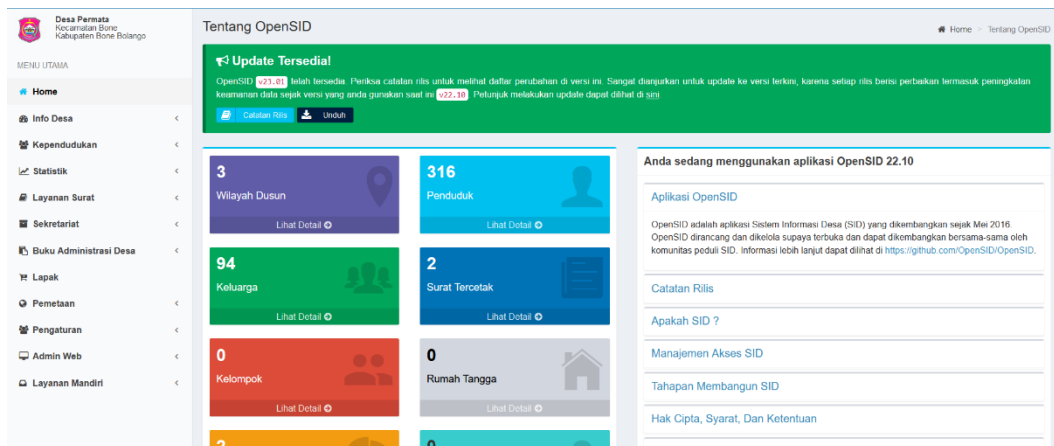 Desa Permata
Kecamatan Bone
Kabupaten Bone Bolango
MENU UTAMA
Home
Info Desa
Kependudukan
Statistik
Layanan Surat
Sekretariat
Buku Administrasi Desa
Lapak
Pemetaan
Pengaturan
Admin Web
Layanan Mandiri
Tentang OpenSID
Home > Tentang OpenSID
Update Tersedia!
OpenSID v23.01 telah tersedia. Periksa catatan rilis untuk melihat daftar perubahan di versi ini. Sangat dianjurkan untuk update ke versi terkini, karena setiap rilis berisi perbaikan termasuk peningkatan
keamanan data sejak versi yang anda gunakan saat ini v22.10. Petunjuk melakukan update dapat dilihat di sini
Catatan Rilis
Unduh
3
Wilayah Dusun
Lihat Detail
316
Penduduk
Lihat Detail
94
Keluarga
Lihat Detail
2
Surat Tercetak
Lihat Detail
0
Kelompok
Lihat Detail
0
Rumah Tangga
Lihat Detail
2
0
Anda sedang menggunakan aplikasi OpenSID 22.10
Aplikasi OpenSID
OpenSID adalah aplikasi Sistem Informasi Desa (SID) yang dikembangkan sejak Mei 2016.
OpenSID dirancang dan dikelola supaya terbuka dan dapat dikembangkan bersama-sama oleh
komunitas peduli SID. Informasi lebih lanjut dapat dilihat di https://github.com/OpenSID/OpenSID.
Catatan Rilis
Apakah SID ?
Manajemen Akses SID
Tahapan Membangun SID
Hak Cipta, Syarat, Dan Ketentuan